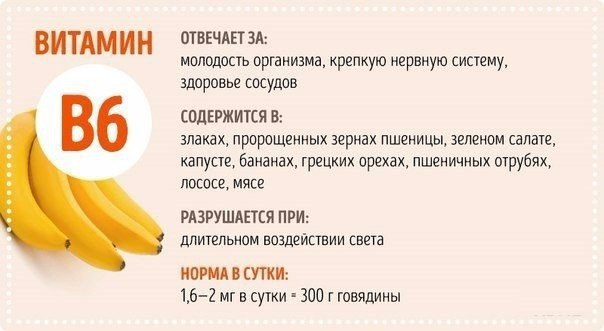 ВИТАМИН
B6
ОТВЕЧАЕТ ЗА:
молодость организма, крепкую нервную систему,
здоровье сосудов
СОДЕРЖИТСЯ В:
злаках, пророщенных зернах пшеницы, зеленом салате,
капусте, бананах, грецких орехах, пшеничных отрубях,
лососе, мясе
РАЗРУШАЕТСЯ ПРИ:
длительном воздействии света
НОРМА В СУТКИ:
1,6–2 мг в сутки = 300 г говядины